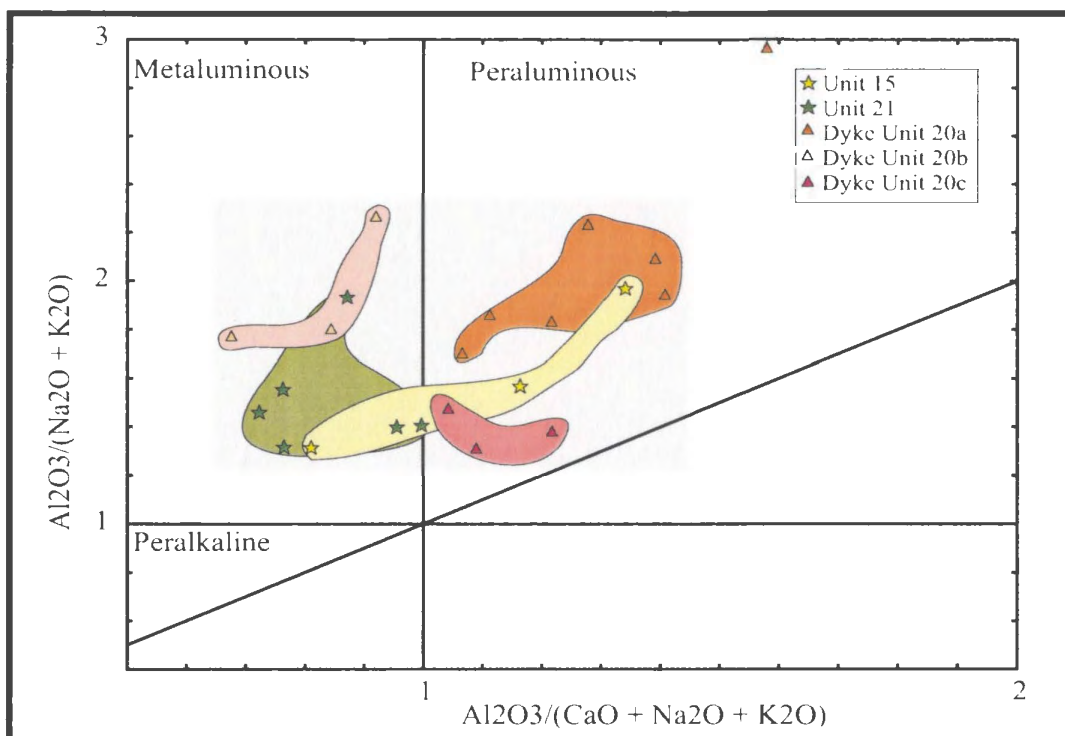 3
Metaluminous
Peraluminous
Unit 15
Unit 21
Dyke Unit 20a
Dyke Unit 20b
Dyke Unit 20c
2
Al2O3/(Na2O + K2O)
1
Peralkaline
1
2
Al2O3/(CaO + Na2O + K2O)